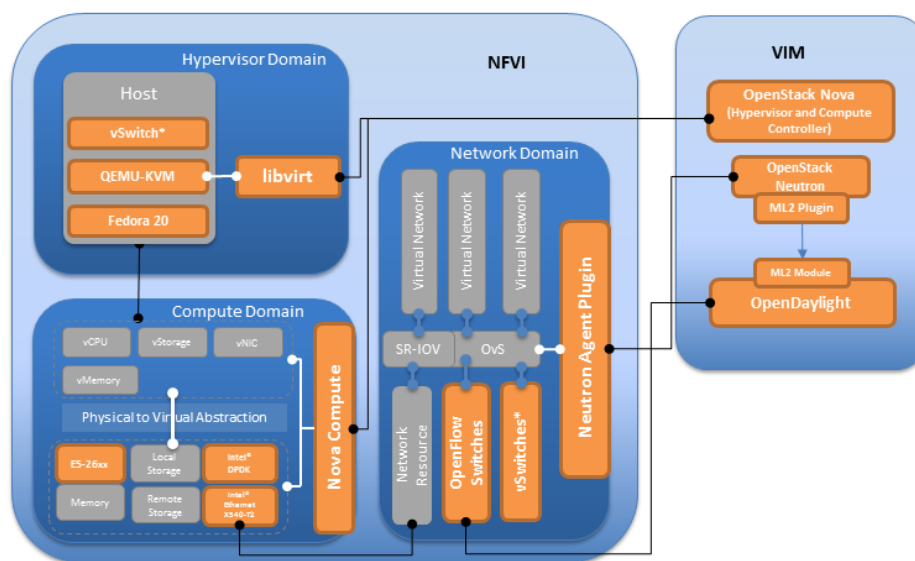 Hypervisor Domain
Host
vSwitch*
QEMU-KVM
Fedora 20
libvirt
NFVI
Compute Domain
vCPU
vStorage
vNIC
vMemory
Physical to Virtual Abstraction
E5-26xx
Local
Storage
Intel®
DPDK
Memory
Remote
Storage
Intel®
Ethernet
X540-T2
Nova Compute
Network Domain
Virtual Network
Virtual Network
Virtual Network
SR-IOV
OvS
Network
Resource
OpenFlow
Switches
vSwitches*
Neutron Agent Plugin
VIM
OpenStack Nova
(Hypervisor and Compute
Controller)
OpenStack
Neutron
ML2 Plugin
ML2 Module
OpenDaylight